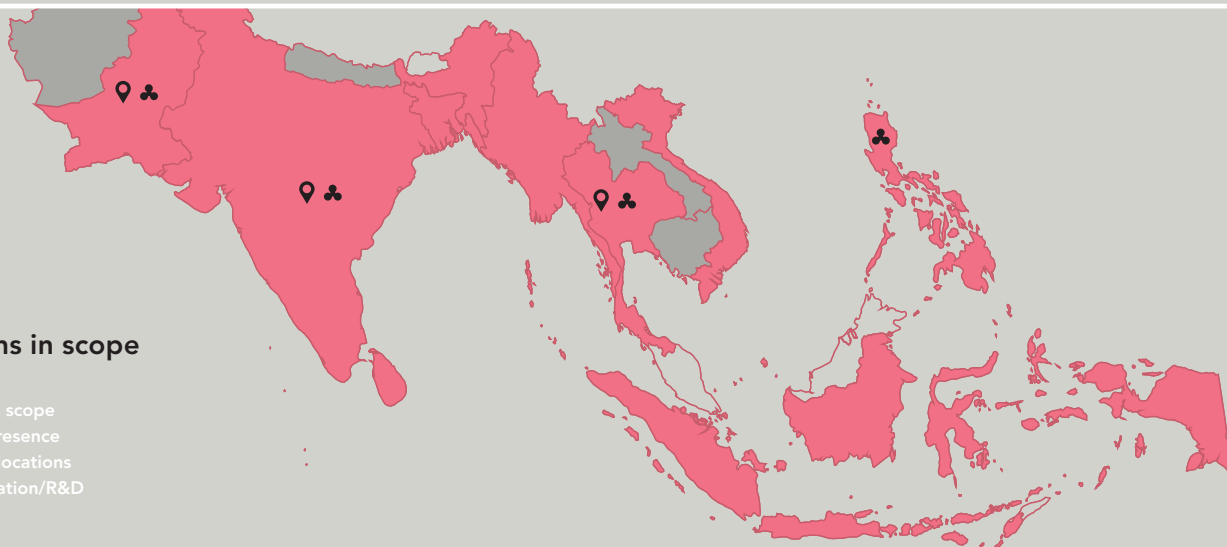 ns in scope
scope
resence
ocations
ation/R&D